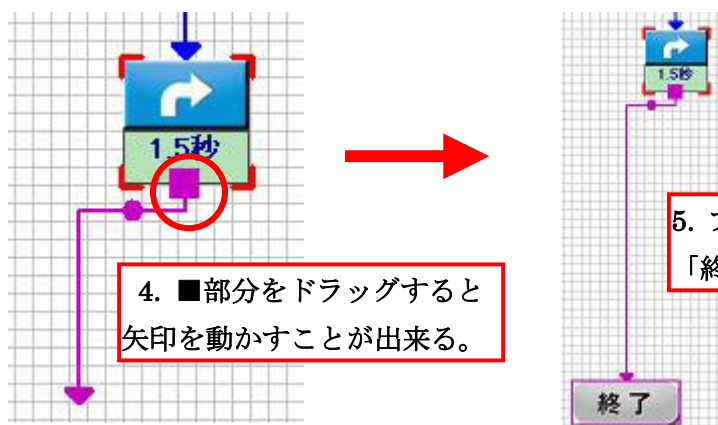 1.5秒
4. ■部分をドラッグすると
矢印を動かすことが出来る。
1.5秒
5.
「終
終了